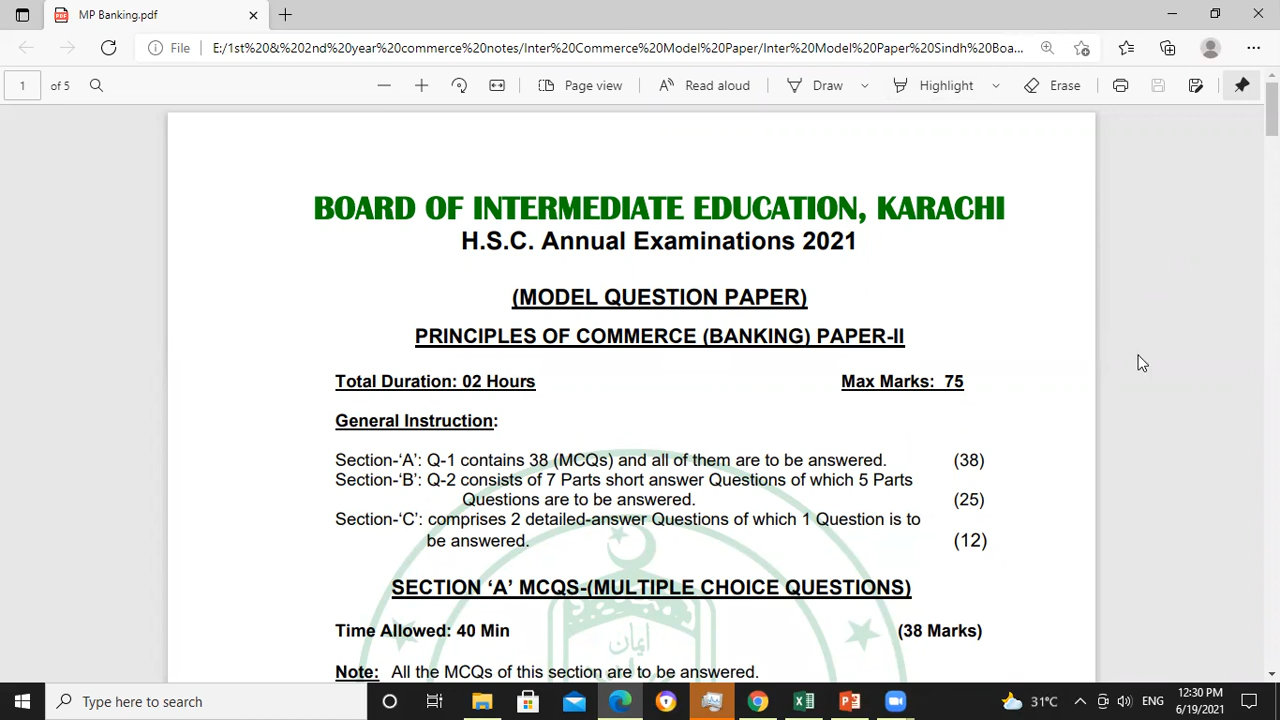 MP Banking.pdf
File
E:/1st%20&%202nd%20year%20commerce%20notes/Inter%20Commerce%20Model%20Paper/Inter%20Model%20Paper%20Sindh%20Boa...
1 of 5
Page view
Read aloud
Draw
Highlight
Erase
BOARD OF INTERMEDIATE EDUCATION, KARACHI
H.S.C. Annual Examinations 2021
(MODEL QUESTION PAPER)
PRINCIPLES OF COMMERCE (BANKING) PAPER-II
Total Duration: 02 Hours Max Marks: 75
General Instruction:
Section-‘A’: Q-1 contains 38 (MCQs) and all of them are to be answered. (38)
Section-‘B’: Q-2 consists of 7 Parts short answer Questions of which 5 Parts
Questions are to be answered. (25)
Section-‘C’: comprises 2 detailed-answer Questions of which 1 Question is to
be answered. (12)
SECTION ‘A’ MCQS-(MULTIPLE CHOICE QUESTIONS)
Time Allowed: 40 Min (38 Marks)
ایمان
Note: All the MCQs of this section are to be answered.
Type here to search
31°C
ENG
12:30 PM
6/19/2021